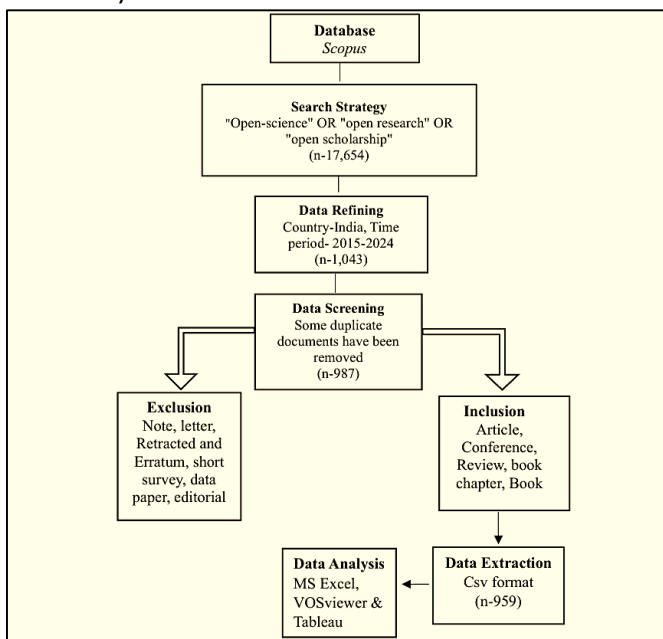 Database
Scopus
Search Strategy
"Open-science" OR "open research" OR
"open scholarship"
(n-17,654)
Data Refining
Country-India, Time
period- 2015-2024
(n-1,043)
Data Screening
Some duplicate
documents have been
removed
(n-987)
Exclusion
Note, letter,
Retracted and
Erratum, short
survey, data
paper, editorial
Inclusion
Article,
Conference,
Review, book
chapter, Book
Data Analysis
MS Excel,
VOSviewer &
Tableau
Data Extraction
Csv format
(n-959)